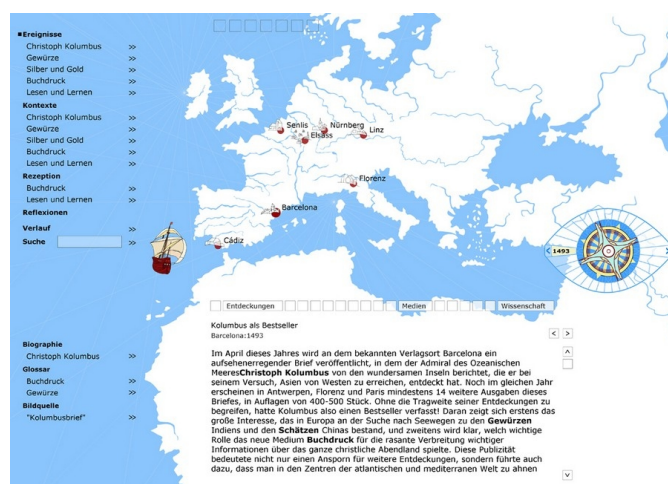 Ereignisse
Christoph Kolumbus >>
Gewürze >>
Silber und Gold >>
Buchdruck >>
Lesen und Lernen >>
Kontexte
Christoph Kolumbus >>
Gewürze >>
Silber und Gold >>
Buchdruck >>
Lesen und Lernen >>
Rezeption
Buchdruck >>
Lesen und Lernen >>
Reflexionen
Verlauf >>
Suche >>
Biographie
Christoph Kolumbus >>
Glossar
Buchdruck >>
Gewürze >>
Bildquelle
"Kolumbusbrief" >>
Senlis
Nürnberg
Elsass
Linz
Florenz
Barcelona
Cádiz
< 1493 >
Entdeckungen Medien Wissenschaft
Kolumbus als Bestseller
Barcelona:1493
< >
Im April dieses Jahres wird an dem bekannten Verlagsort Barcelona ein
aufsehenerregender Brief veröffentlicht, in dem der Admiral des Ozeanischen
MeeresChristoph Kolumbus von den wundersamen Inseln berichtet, die er bei
seinem Versuch, Asien von Westen zu erreichen, entdeckt hat. Noch im gleichen Jahr
erscheinen in Antwerpen, Florenz und Paris mindestens 14 weitere Ausgaben dieses
Briefes, in Auflagen von 400-500 Stück. Ohne die Tragweite seiner Entdeckungen zu
begreifen, hatte Kolumbus also einen Bestseller verfasst! Daran zeigt sich erstens das
große Interesse, das in Europa an der Suche nach Seewegen zu den Gewürzen
Indiens und den Schätzen Chinas bestand, und zweitens wird klar, welch wichtige
Rolle das neue Medium Buchdruck für die rasante Verbreitung wichtiger
Informationen über das ganze christliche Abendland spielte. Diese Publizität
bedeutete nicht nur einen Ansporn für weitere Entdeckungen, sondern führte auch
dazu, dass man in den Zentren der atlantischen und mediterranen Welt zu ahnen